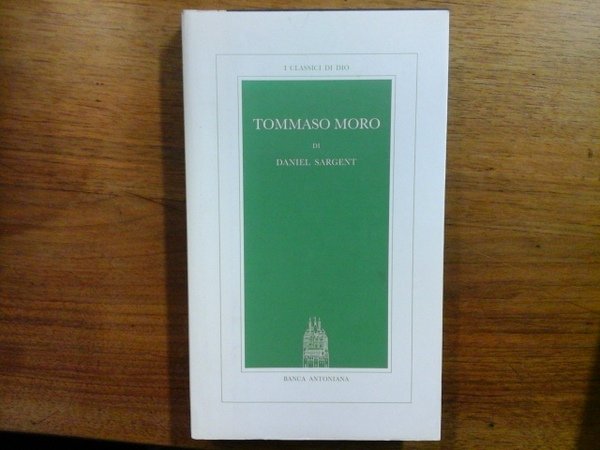 I CLASSICI DI DIO
TOMMASO MORO
DI
DANIEL SARGENT
BANCA ANTONIANA